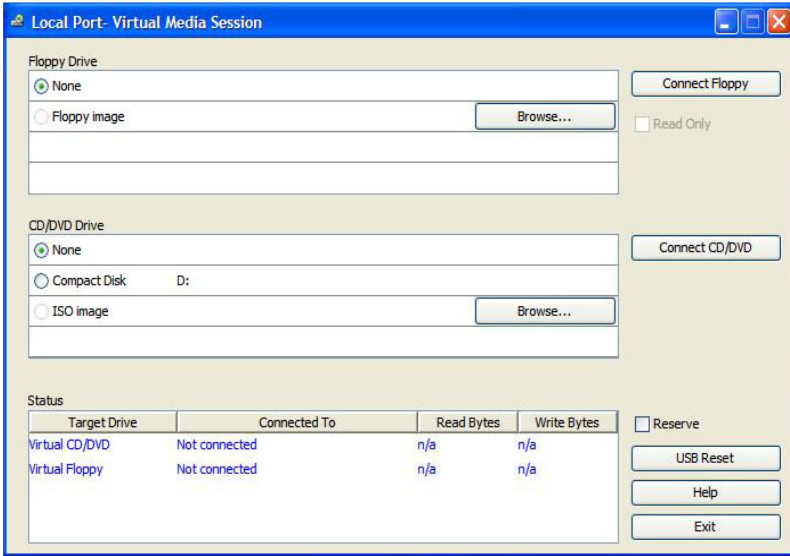 Local Port- Virtual Media Session
Floppy Drive
None
Connect Floppy
Floppy image
Browse...
Read Only
CD/DVD Drive
None
Connect CD/DVD
Compact Disk D:
ISO image
Browse...
Status
Target Drive Connected To Read Bytes Write Bytes
Reserve
Virtual CD/DVD Not connected n/a n/a
USB Reset
Virtual Floppy Not connected n/a n/a
Help
Exit